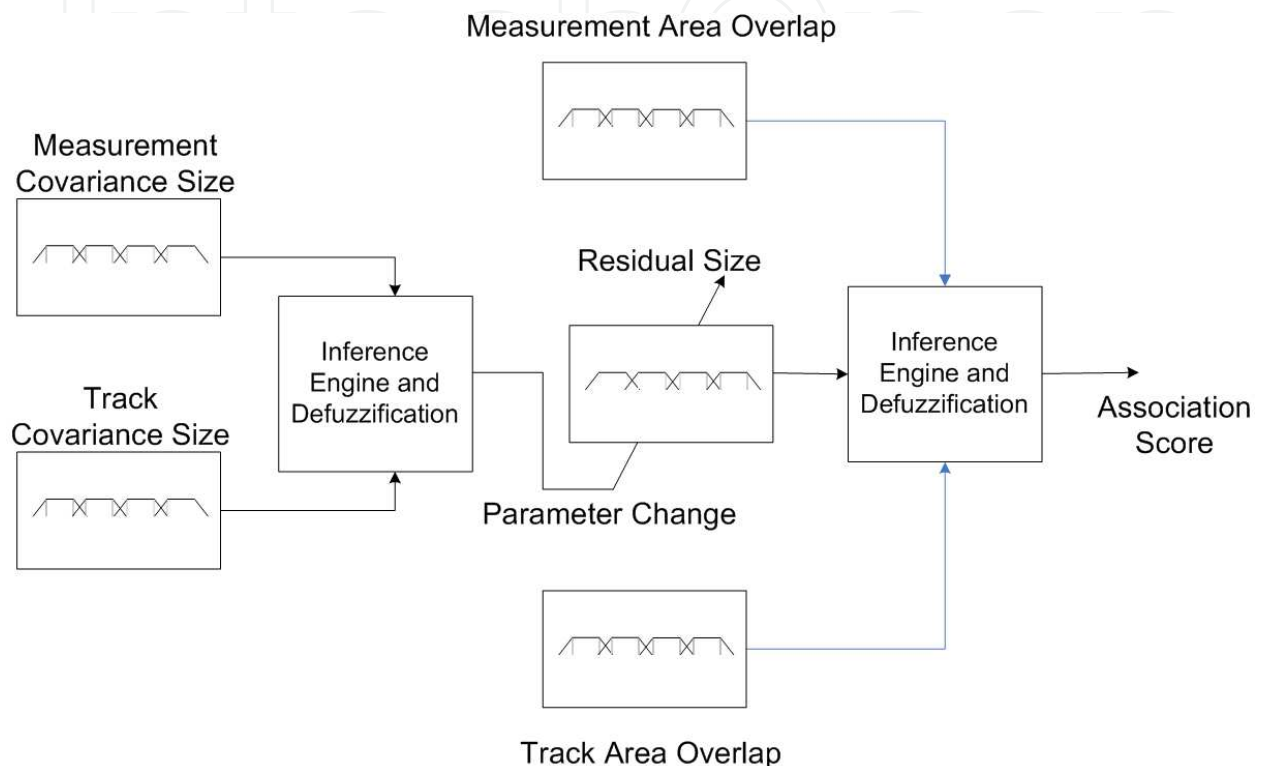 Measurement Area Overlap
Measurement
Covariance Size
Residual Size
Inference
Engine and
Defuzzification
Inference
Engine and
Defuzzification
Track
Covariance Size
Association
Score
Parameter Change
Track Area Overlap